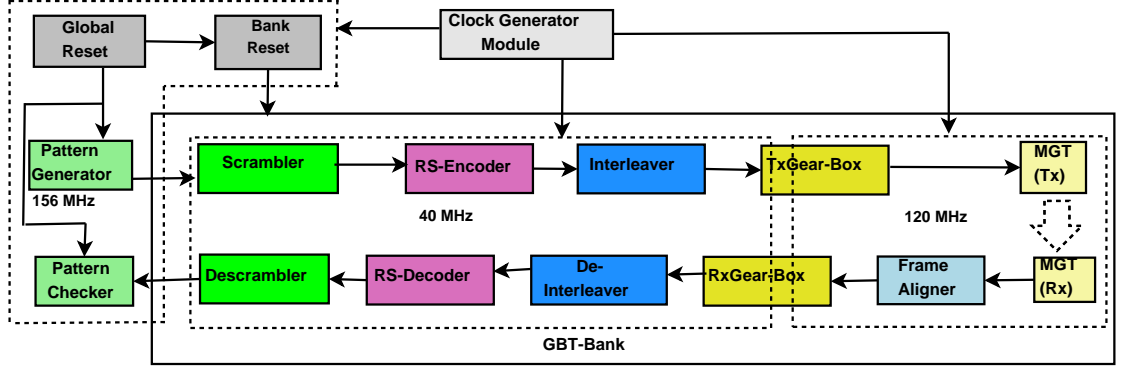 Global
Reset
Bank
Reset
Clock Generator
Module
Pattern
Generator
156 MHz
Scrambler
RS-Encoder
Interleaver
TxGear-Box
MGT
(Tx)
40 MHz
120 MHz
Pattern
Checker
Descrambler
RS-Decoder
De-
Interleaver
RxGear-Box
Frame
Aligner
MGT
(Rx)
GBT-Bank